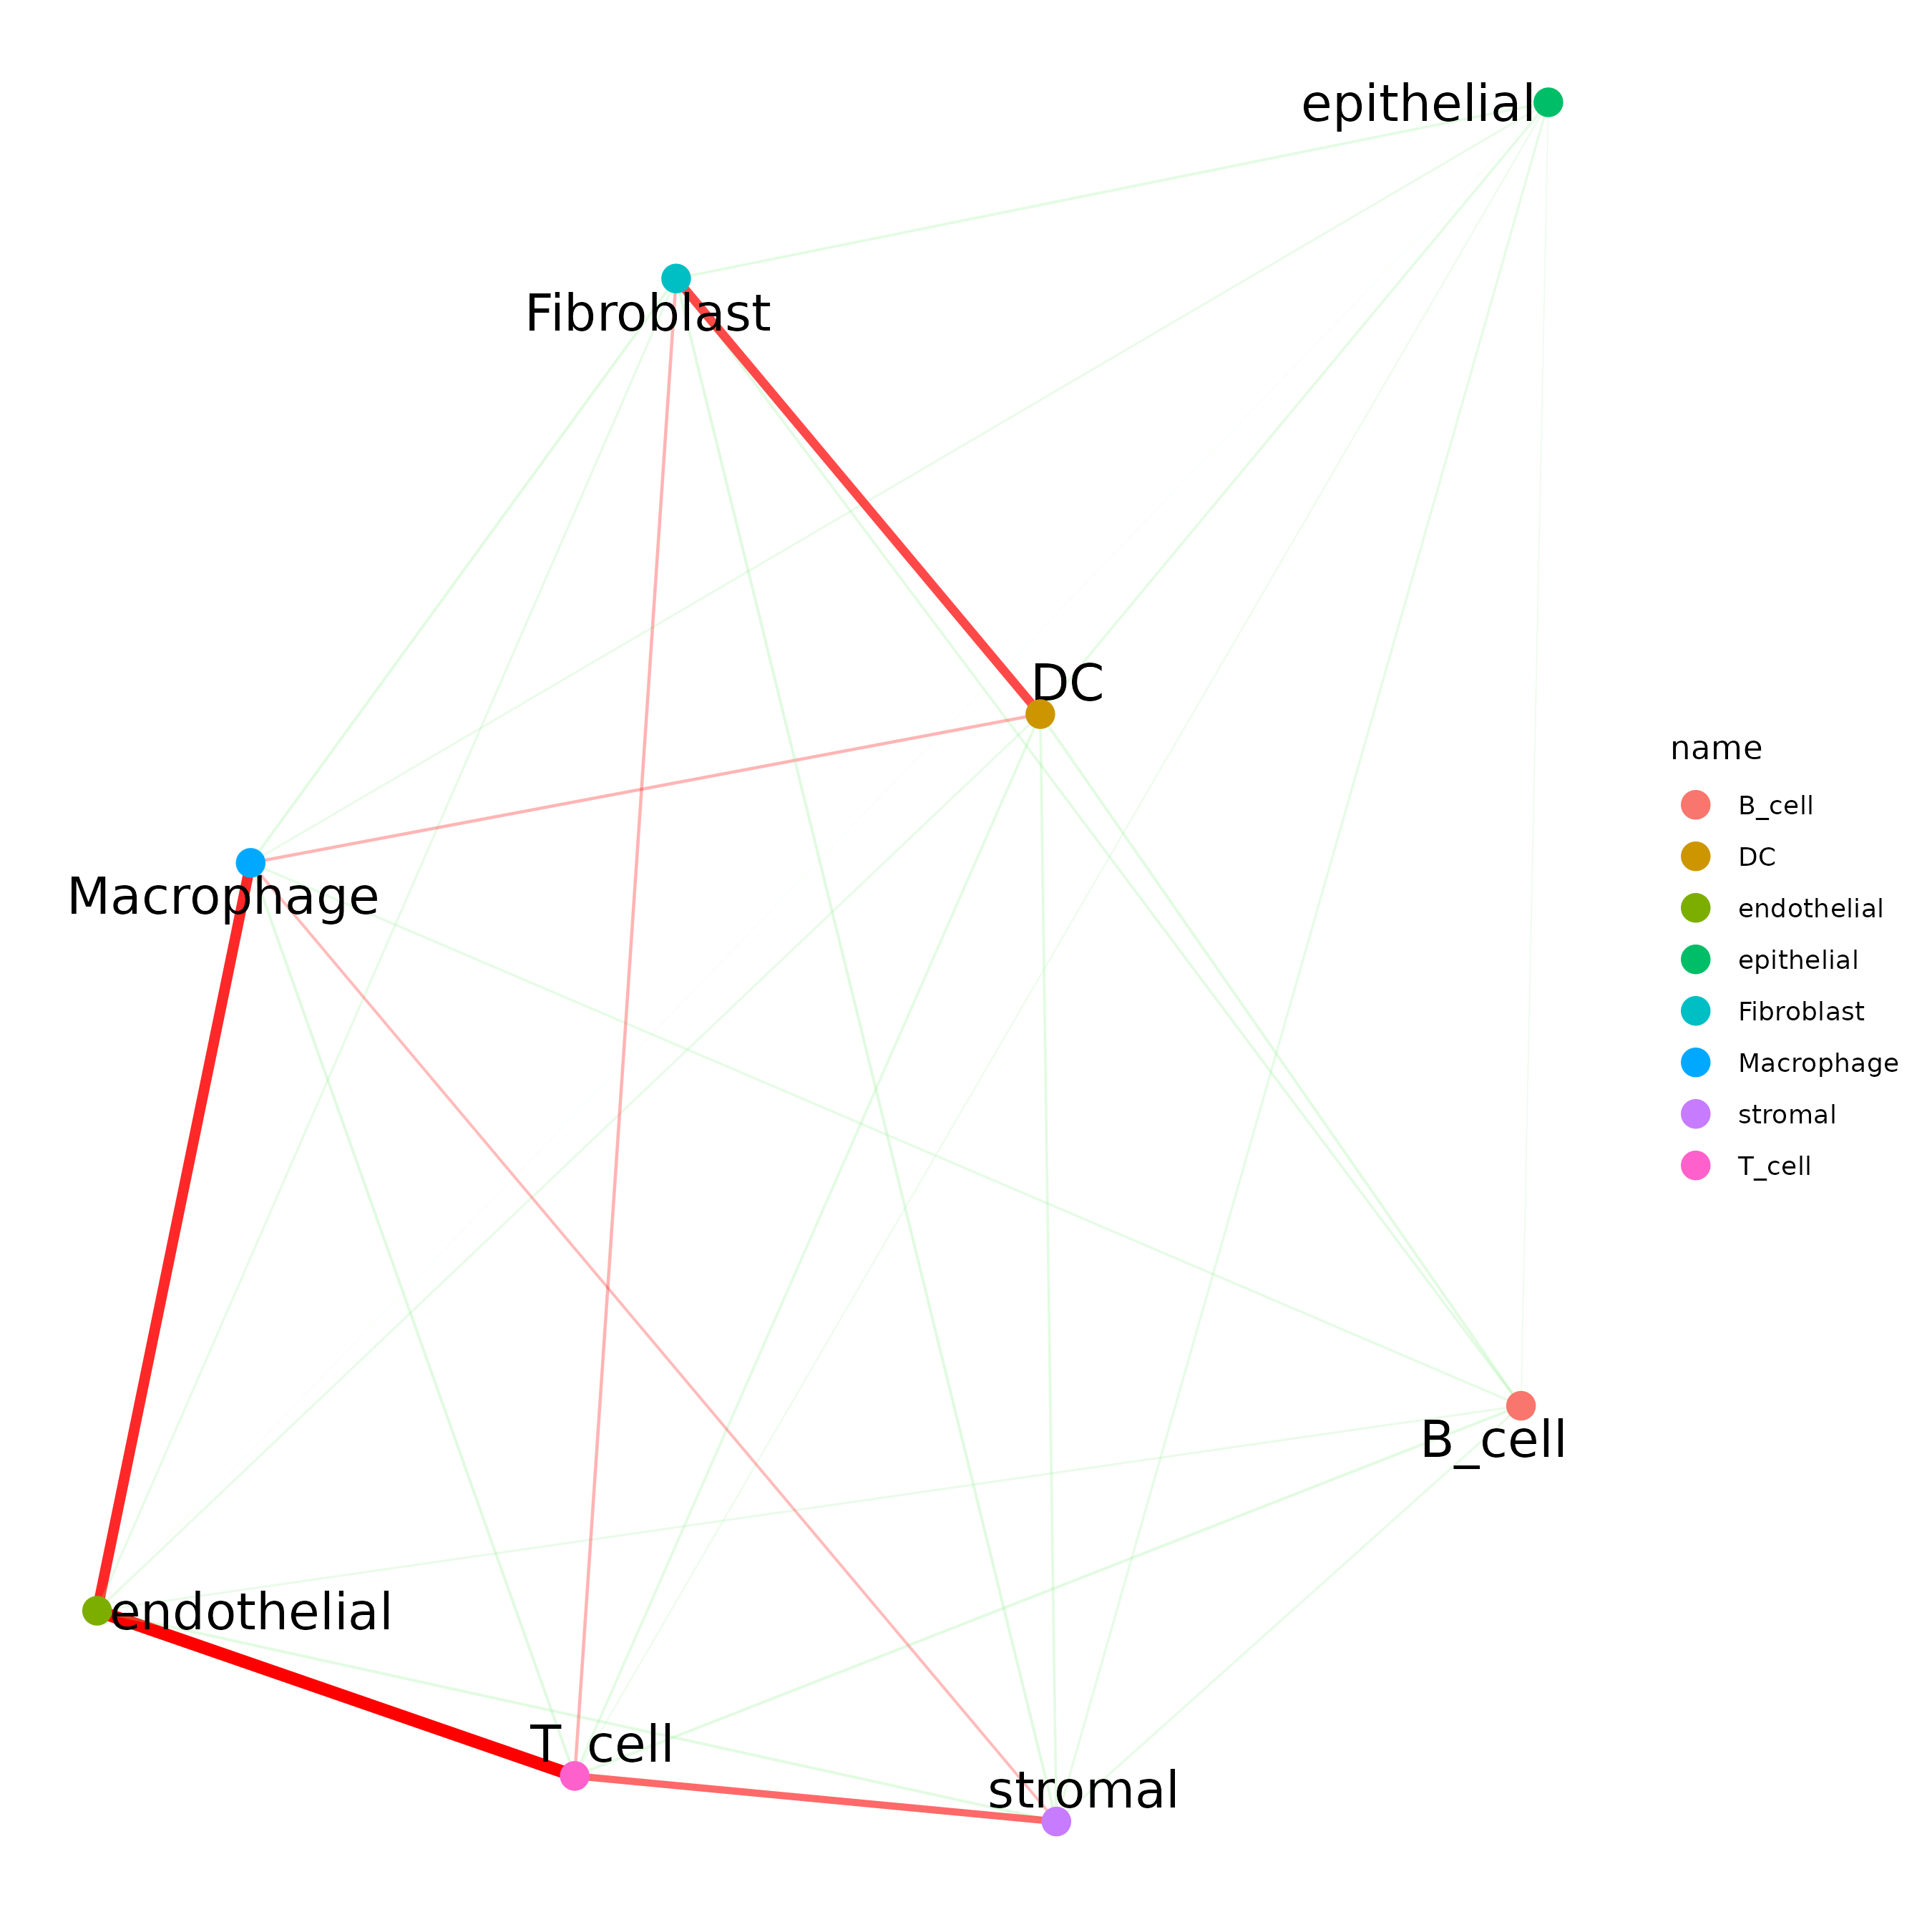 epithelial
Fibroblast
DC
Macrophage
B_cell
endothelial
T_cell
stromal
name
B_cell
DC
endothelial
epithelial
Fibroblast
Macrophage
stromal
T_cell